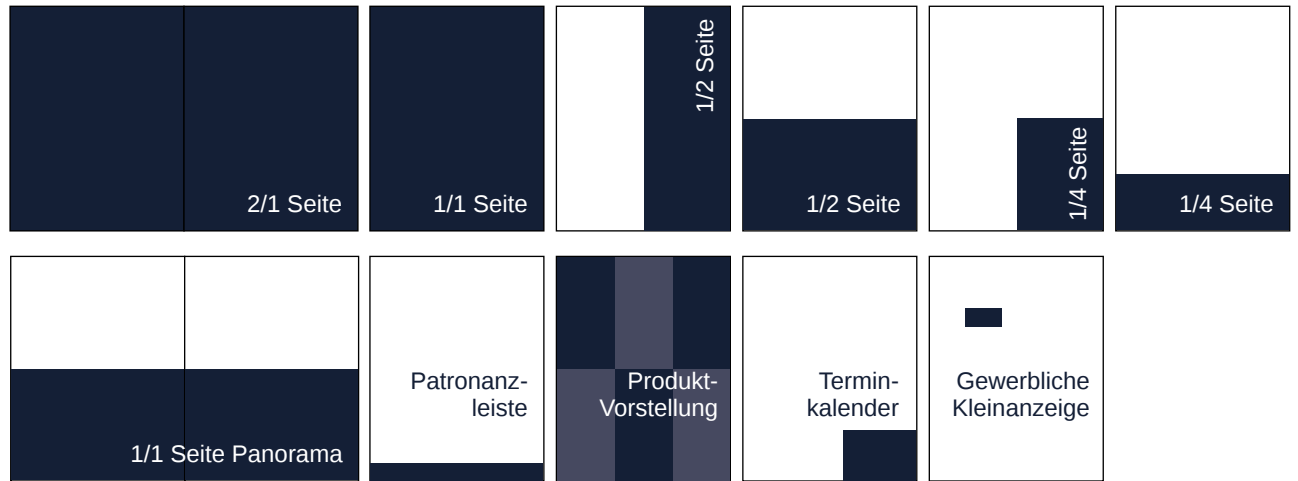 2/1 Seite
1/1 Seite
1/2 Seite
1/2 Seite
1/4 Seite
1/4 Seite
1/1 Seite Panorama
Patronanz-
leiste
Produkt-
Vorstellung
Termin-
kalender
Gewerbliche
Kleinanzeige